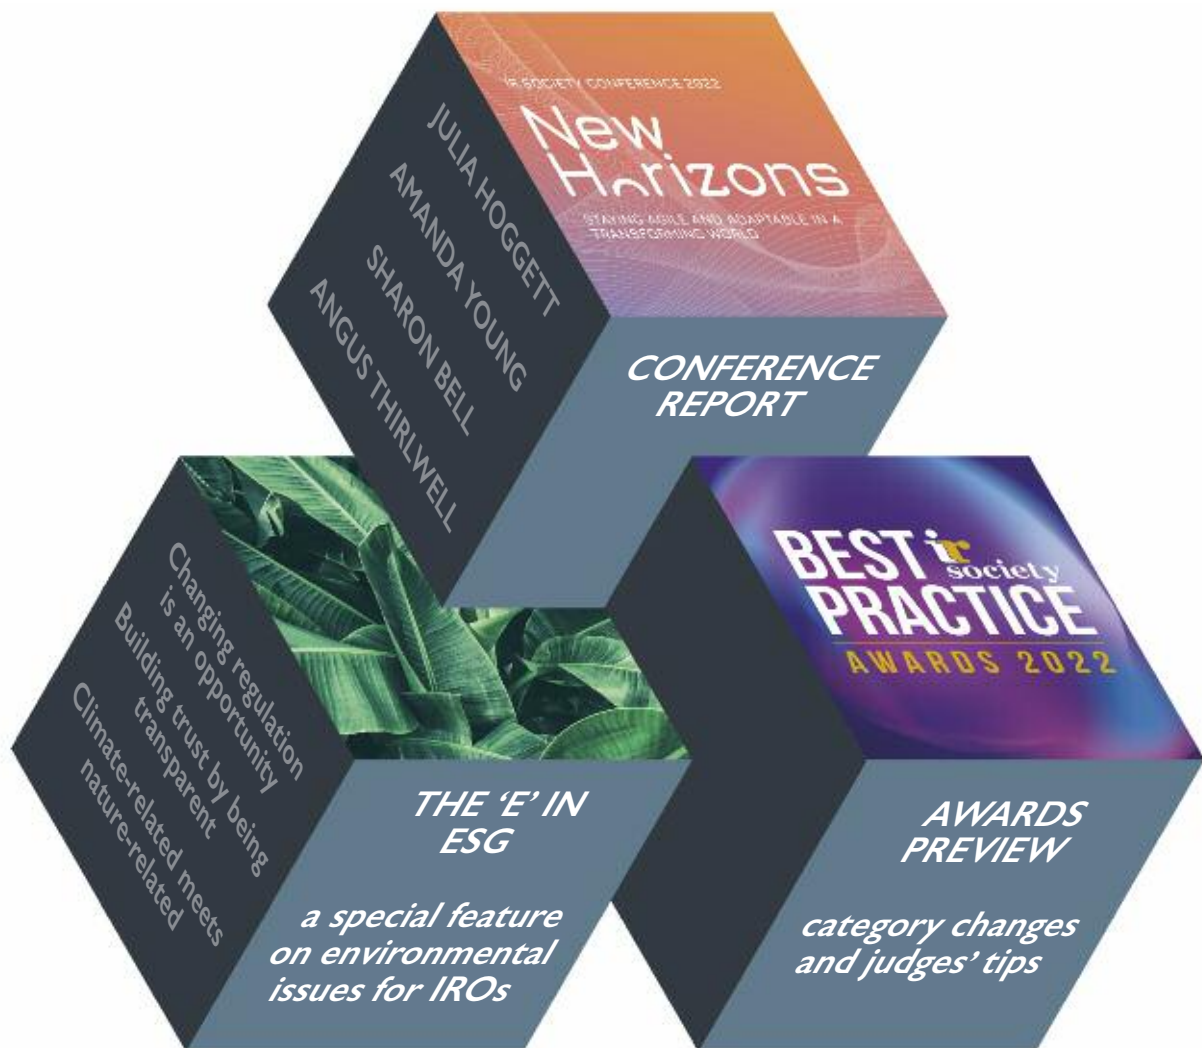 IR SOCIETY CONFERENCE 2022
New
Horizons
STAYING AGILE AND ADAPTABLE IN A
TRANSFORMING WORLD
JULIA HOGGETT
AMANDA YOUNG
SHARON BELL
ANGUS THIRLWELL
CONFERENCE
REPORT
Changing regulation
is an opportunity
Building trust by being
transparent
Climate-related meets
nature-related
THE ‘E’ IN
ESG
a special feature
on environmental
issues for IROs
BEST ir society
PRACTICE
AWARDS 2022
AWARDS
PREVIEW
category changes
and judges’ tips